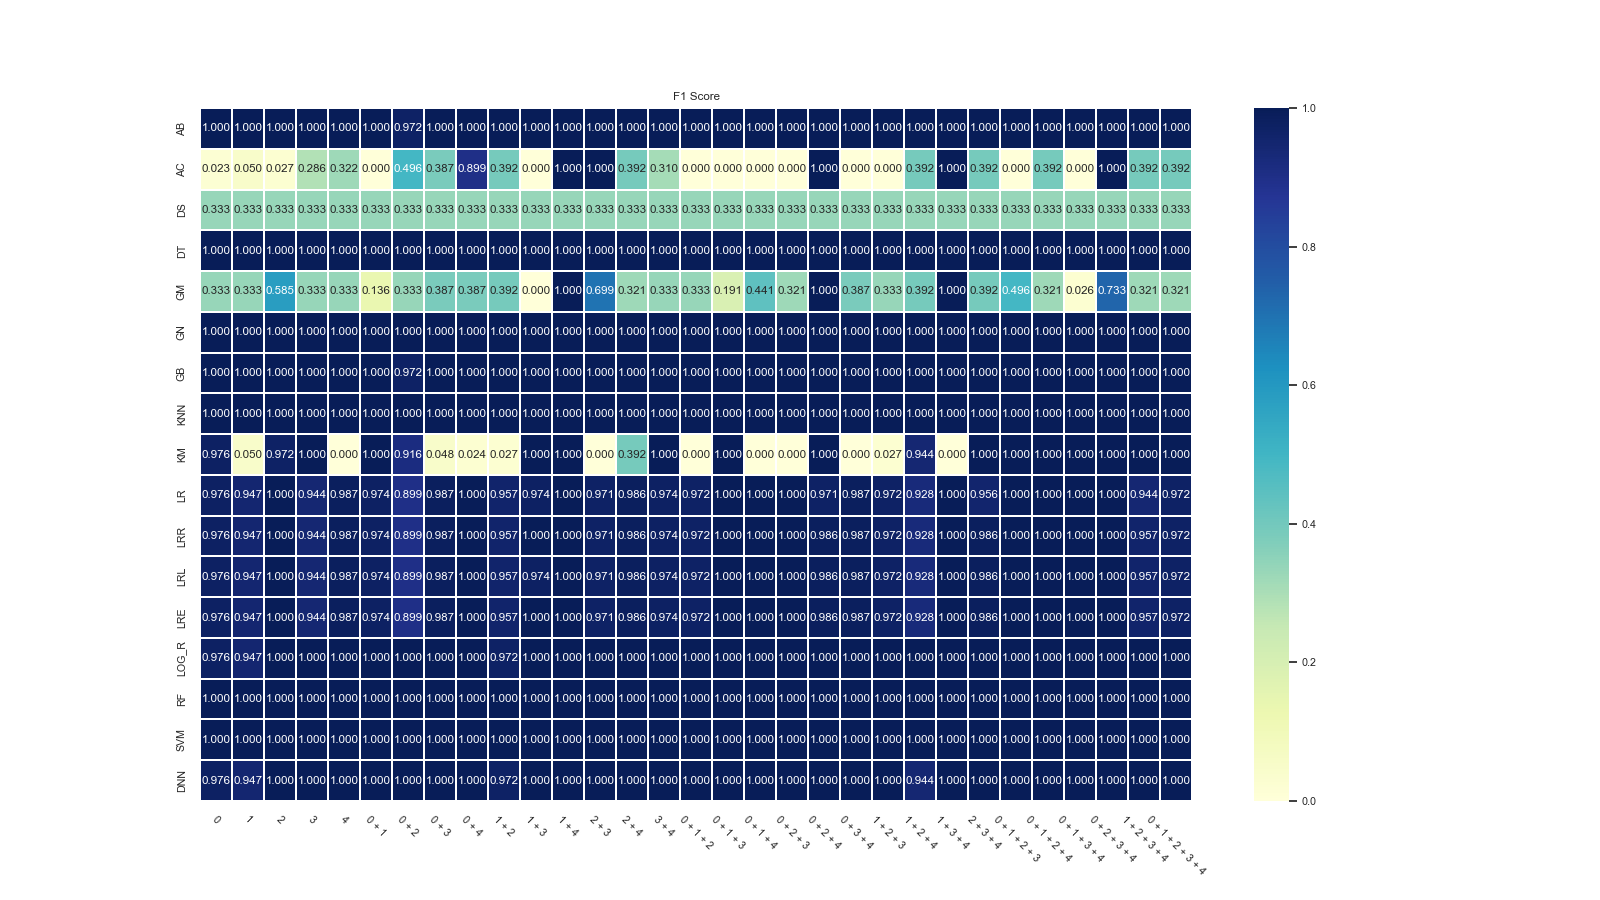 F1 Score
AB 1.000 1.000 1.000 1.000 1.000 1.000 0.972 1.000 1.000 1.000 1.000 1.000 1.000 1.000 1.000 1.000 1.000 1.000 1.000 1.000 1.000 1.000 1.000 1.000 1.000 1.000 1.000 1.000 1.000 1.000 1.000
AC 0.023 0.050 0.027 0.286 0.322 0.000 0.496 0.387 0.899 0.392 0.000 1.000 1.000 0.392 0.310 0.000 0.000 0.000 0.000 1.000 0.000 0.000 0.392 1.000 0.392 0.000 0.392 0.000 1.000 0.392 0.392
DS 0.333 0.333 0.333 0.333 0.333 0.333 0.333 0.333 0.333 0.333 0.333 0.333 0.333 0.333 0.333 0.333 0.333 0.333 0.333 0.333 0.333 0.333 0.333 0.333 0.333 0.333 0.333 0.333 0.333 0.333 0.333
DT 1.000 1.000 1.000 1.000 1.000 1.000 1.000 1.000 1.000 1.000 1.000 1.000 1.000 1.000 1.000 1.000 1.000 1.000 1.000 1.000 1.000 1.000 1.000 1.000 1.000 1.000 1.000 1.000 1.000 1.000 1.000
GM 0.333 0.333 0.585 0.333 0.333 0.136 0.333 0.387 0.387 0.392 0.000 1.000 0.699 0.321 0.333 0.333 0.191 0.441 0.321 1.000 0.387 0.333 0.392 1.000 0.392 0.496 0.321 0.026 0.733 0.321 0.321
GN 1.000 1.000 1.000 1.000 1.000 1.000 1.000 1.000 1.000 1.000 1.000 1.000 1.000 1.000 1.000 1.000 1.000 1.000 1.000 1.000 1.000 1.000 1.000 1.000 1.000 1.000 1.000 1.000 1.000 1.000 1.000
GB 1.000 1.000 1.000 1.000 1.000 1.000 0.972 1.000 1.000 1.000 1.000 1.000 1.000 1.000 1.000 1.000 1.000 1.000 1.000 1.000 1.000 1.000 1.000 1.000 1.000 1.000 1.000 1.000 1.000 1.000 1.000
KNN 1.000 1.000 1.000 1.000 1.000 1.000 1.000 1.000 1.000 1.000 1.000 1.000 1.000 1.000 1.000 1.000 1.000 1.000 1.000 1.000 1.000 1.000 1.000 1.000 1.000 1.000 1.000 1.000 1.000 1.000 1.000
KM 0.976 0.050 0.972 1.000 0.000 1.000 0.916 0.048 0.024 0.027 1.000 1.000 0.000 0.392 1.000 0.000 1.000 0.000 0.000 1.000 0.000 0.027 0.944 0.000 1.000 1.000 1.000 1.000 1.000 1.000 1.000
LR 0.976 0.947 1.000 0.944 0.987 0.974 0.899 0.987 1.000 0.957 0.974 1.000 0.971 0.986 0.974 0.972 1.000 1.000 1.000 0.971 0.987 0.972 0.928 1.000 0.956 1.000 1.000 1.000 1.000 0.944 0.972
LRR 0.976 0.947 1.000 0.944 0.987 0.974 0.899 0.987 1.000 0.957 1.000 1.000 0.971 0.986 0.974 0.972 1.000 1.000 1.000 0.986 0.987 0.972 0.928 1.000 0.986 1.000 1.000 1.000 1.000 0.957 0.972
LRL 0.976 0.947 1.000 0.944 0.987 0.974 0.899 0.987 1.000 0.957 0.974 1.000 0.971 0.986 0.974 0.972 1.000 1.000 1.000 0.986 0.987 0.972 0.928 1.000 0.986 1.000 1.000 1.000 1.000 0.957 0.972
LRE 0.976 0.947 1.000 0.944 0.987 0.974 0.899 0.987 1.000 0.957 1.000 1.000 0.971 0.986 0.974 0.972 1.000 1.000 1.000 0.986 0.987 0.972 0.928 1.000 0.986 1.000 1.000 1.000 1.000 0.957 0.972
LOG_R 0.976 0.947 1.000 1.000 1.000 1.000 1.000 1.000 1.000 0.972 1.000 1.000 1.000 1.000 1.000 1.000 1.000 1.000 1.000 1.000 1.000 1.000 1.000 1.000 1.000 1.000 1.000 1.000 1.000 1.000 1.000
RF 1.000 1.000 1.000 1.000 1.000 1.000 1.000 1.000 1.000 1.000 1.000 1.000 1.000 1.000 1.000 1.000 1.000 1.000 1.000 1.000 1.000 1.000 1.000 1.000 1.000 1.000 1.000 1.000 1.000 1.000 1.000
SVM 1.000 1.000 1.000 1.000 1.000 1.000 1.000 1.000 1.000 1.000 1.000 1.000 1.000 1.000 1.000 1.000 1.000 1.000 1.000 1.000 1.000 1.000 1.000 1.000 1.000 1.000 1.000 1.000 1.000 1.000 1.000
DNN 0.976 0.947 1.000 1.000 1.000 1.000 1.000 1.000 1.000 0.972 1.000 1.000 1.000 1.000 1.000 1.000 1.000 1.000 1.000 1.000 1.000 1.000 0.944 1.000 1.000 1.000 1.000 1.000 1.000 1.000 1.000
0
1
2
3
4
0 + 1
0 + 2
0 + 3
0 + 4
1 + 2
1 + 3
1 + 4
2 + 3
2 + 4
3 + 4
0 + 1 + 2
0 + 1 + 3
0 + 1 + 4
0 + 2 + 3
0 + 2 + 4
0 + 3 + 4
1 + 2 + 3
1 + 2 + 4
1 + 3 + 4
2 + 3 + 4
0 + 1 + 2 + 3
0 + 1 + 2 + 4
0 + 1 + 3 + 4
0 + 2 + 3 + 4
1 + 2 + 3 + 4
0 + 1 + 2 + 3 + 4
1.0
0.8
0.6
0.4
0.2
0.0